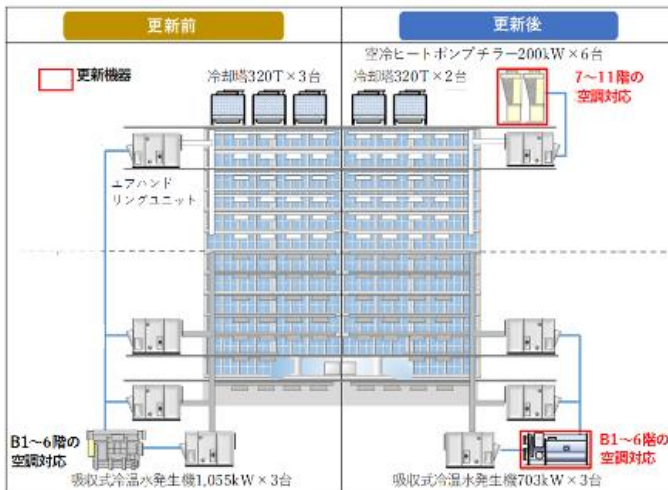 更新前
更新後
更新機器
冷却塔320T×3台
冷却塔320T×2台
空冷ヒートポンプチラー200kW×6台
7～11階の
空調対応
エアハンド
リングユニット
B1～6階の
空調対応
吸収式冷温水発生機1,055kW×3台
B1～6階の
空調対応
吸収式冷温水発生機703kW×3台